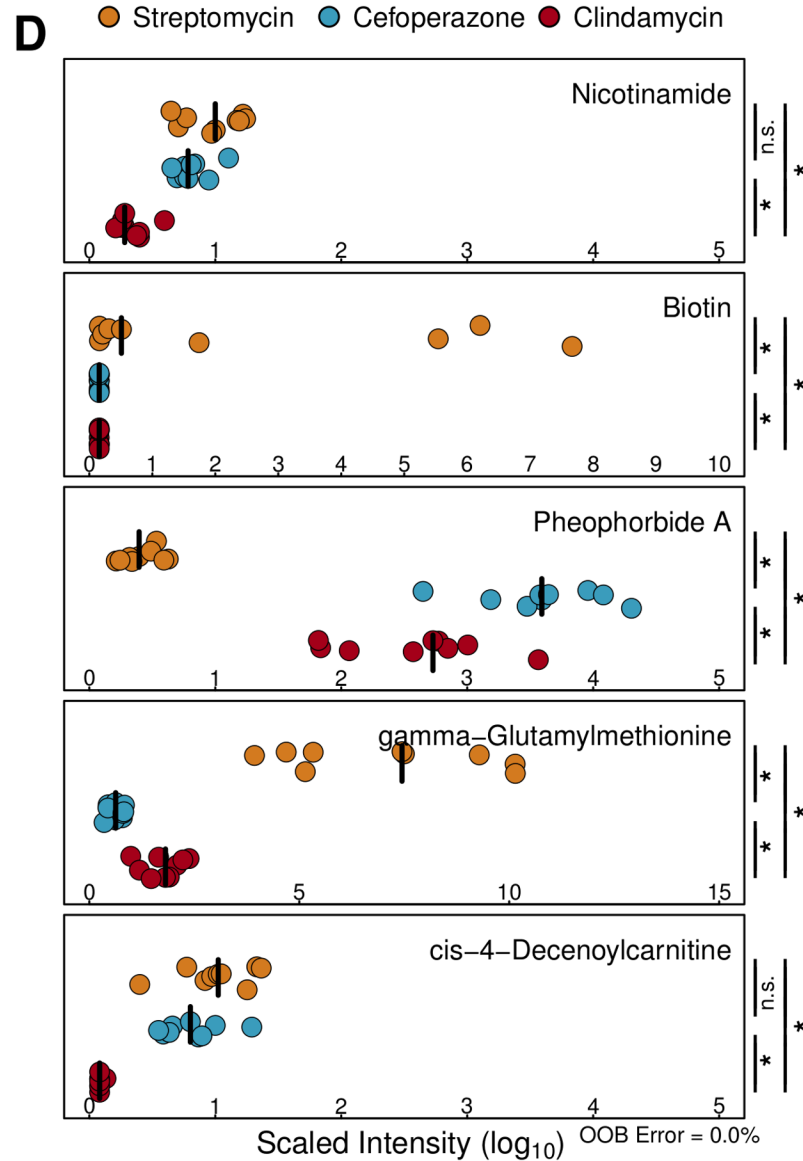 D
Streptomycin Cefoperazone Clindamycin
Nicotinamide
n.s.
*
*
0 1 2 3 4 5
Biotin
*
*
*
0 1 2 3 4 5 6 7 8 9 10
Pheophorbide A
*
*
*
0 1 2 3 4 5
gamma−Glutamylmethionine
*
*
*
0 5 10 15
cis−4−Decenoylcarnitine
n.s.
*
*
0 1 2 3 4 5
Scaled Intensity (log₁₀) OOB Error = 0.0%